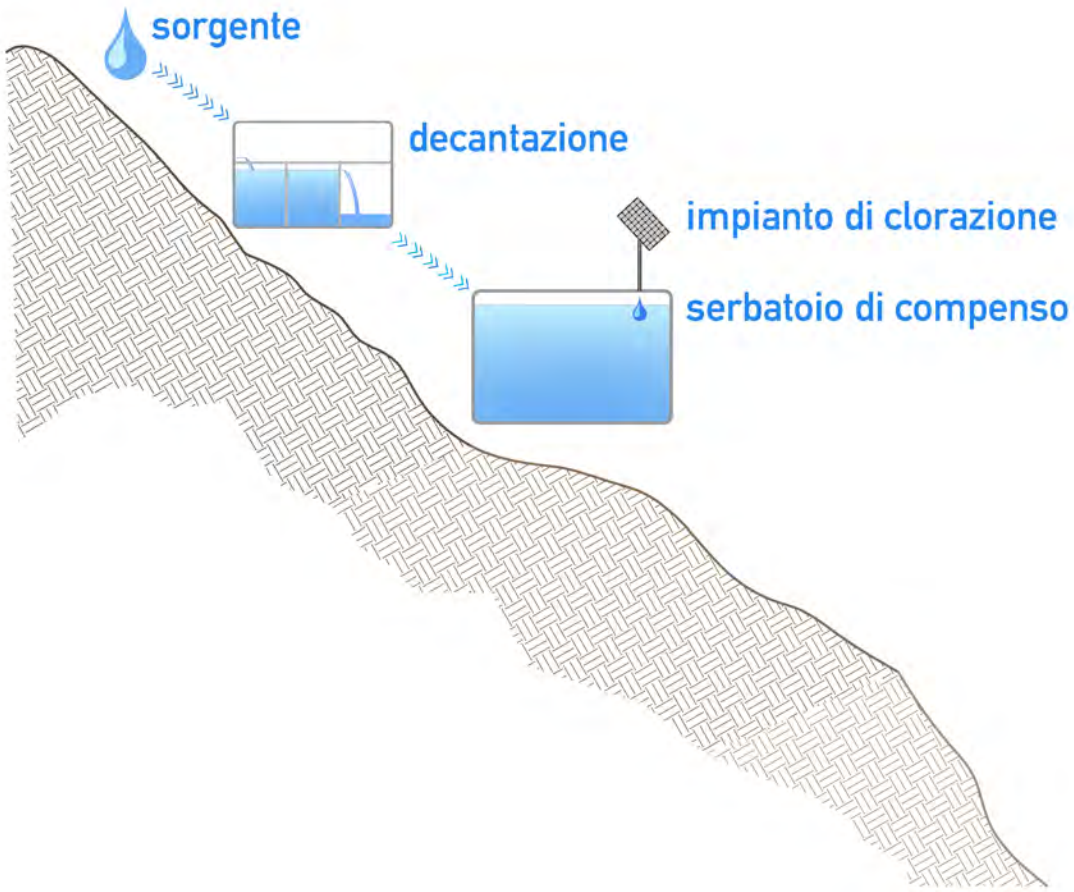 sorgente
decantazione
impianto di clorazione
serbatoio di compenso